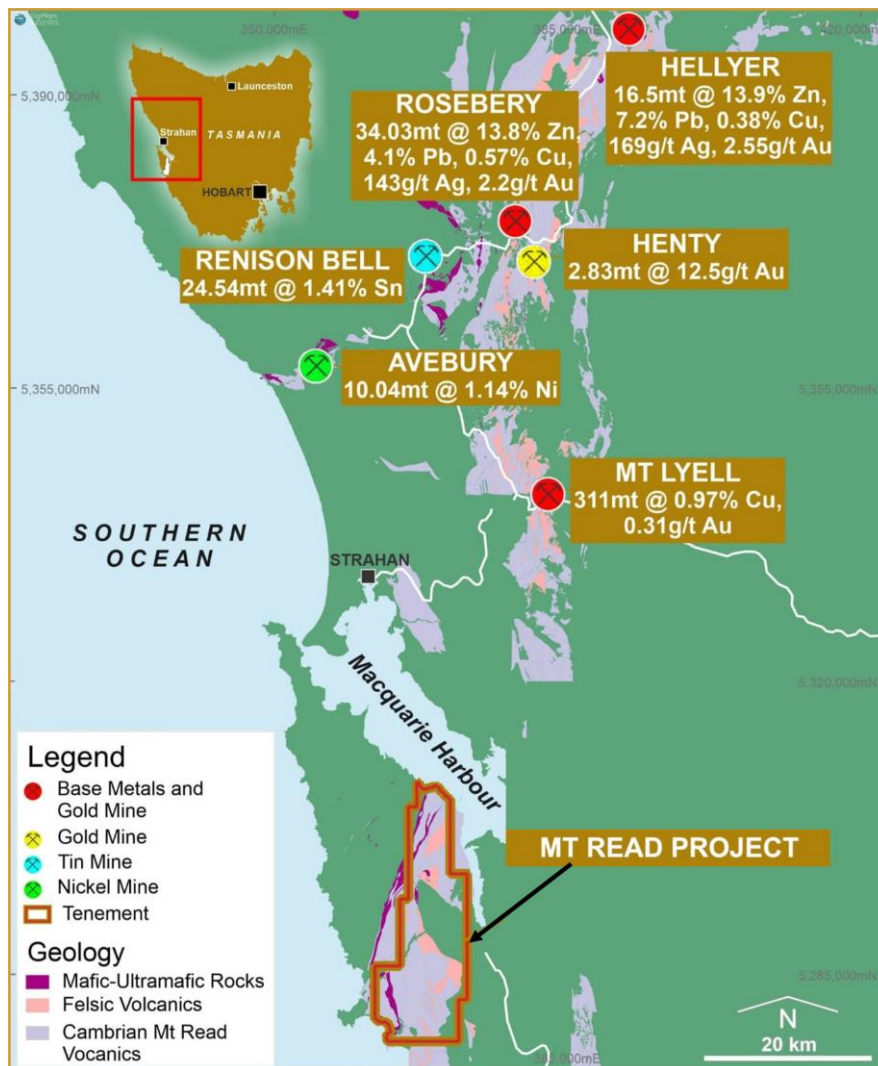 350,000mE
385,000mE
420,000mE
5,390,000mN
Launceston
Strahan
TASMANIA
HOBART
HELLYER
16.5mt @ 13.9% Zn,
7.2% Pb, 0.38% Cu,
169g/t Ag, 2.55g/t Au
ROSEBERY
34.03mt @ 13.8% Zn,
4.1% Pb, 0.57% Cu,
143g/t Ag, 2.2g/t Au
RENISON BELL
24.54mt @ 1.41% Sn
HENTY
2.83mt @ 12.5g/t Au
AVEBURY
10.04mt @ 1.14% Ni
5,355,000mN
5,355,000mN
MT LYELL
311mt @ 0.97% Cu,
0.31g/t Au
SOUTHERN
OCEAN
STRAHAN
Macquarie Harbour
5,320,000mN
MT READ PROJECT
Legend
Base Metals and
Gold Mine
Gold Mine
Tin Mine
Nickel Mine
Tenement
Geology
Mafic-Ultramafic Rocks
Felsic Volcanics
Cambrian Mt Read
Vocanics
5,285,000mN
N
20 km
385,000mE